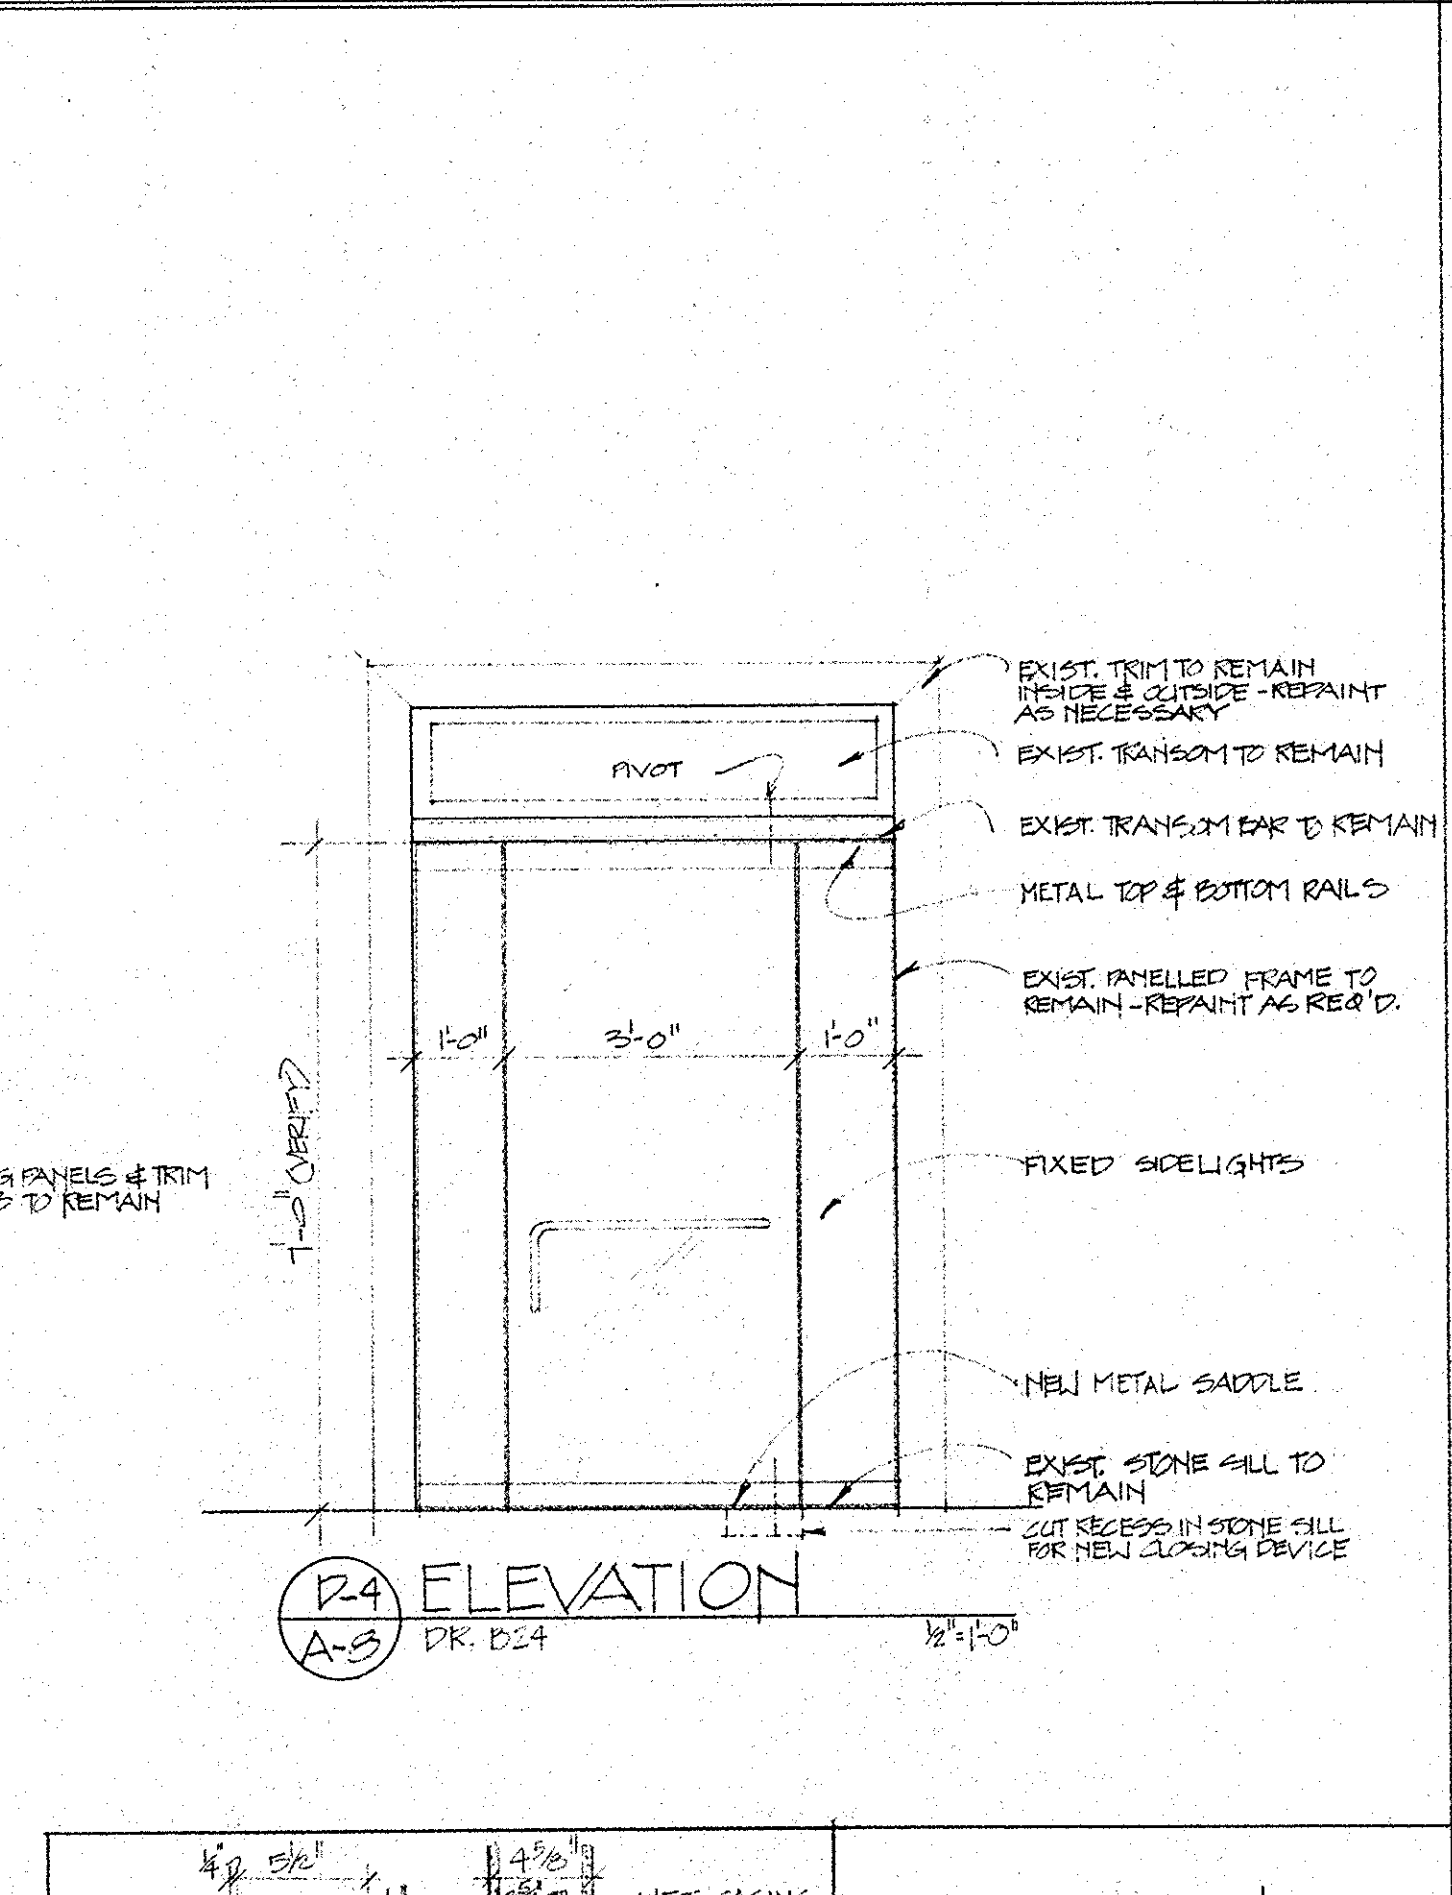 EXIST. TRIM TO REMAIN
INSIDE & OUTSIDE - REPAINT
AS NECESSARY
PIVOT
EXIST. TRANSOM TO REMAIN
EXIST. TRANSOM BAR TO REMAIN
METAL TOP & BOTTOM RAILS
EXIST. PANELLED FRAME TO
REMAIN - REPAINT AS REQ'D.
1'-0" 3'-0" 1'-0"
(VERIFY)
G PANELS & TRIM
S TO REMAIN
FIXED SIDELIGHTS
NEW METAL SADDLE
EXIST. STONE SILL TO
REMAIN
CUT RECESS IN STONE SILL
FOR NEW CLOSING DEVICE
D-4 ELEVATION
A-8 DR. B24 1/2"=1'-0"
1/4" 5 1/2" 4 5/8"